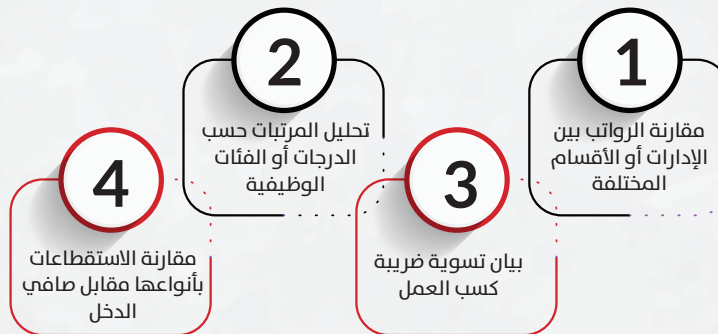 1
مقارنة الرواتب بين
الإدارات أو الأقسام
المختلفة
2
تحليل المرتبات حسب
الدرجات أو الفئات
الوظيفية
3
بيان تسوية ضريبة
كسب العمل
4
مقارنة الاستقطاعات
بأنواعها مقابل صافي
الدخل